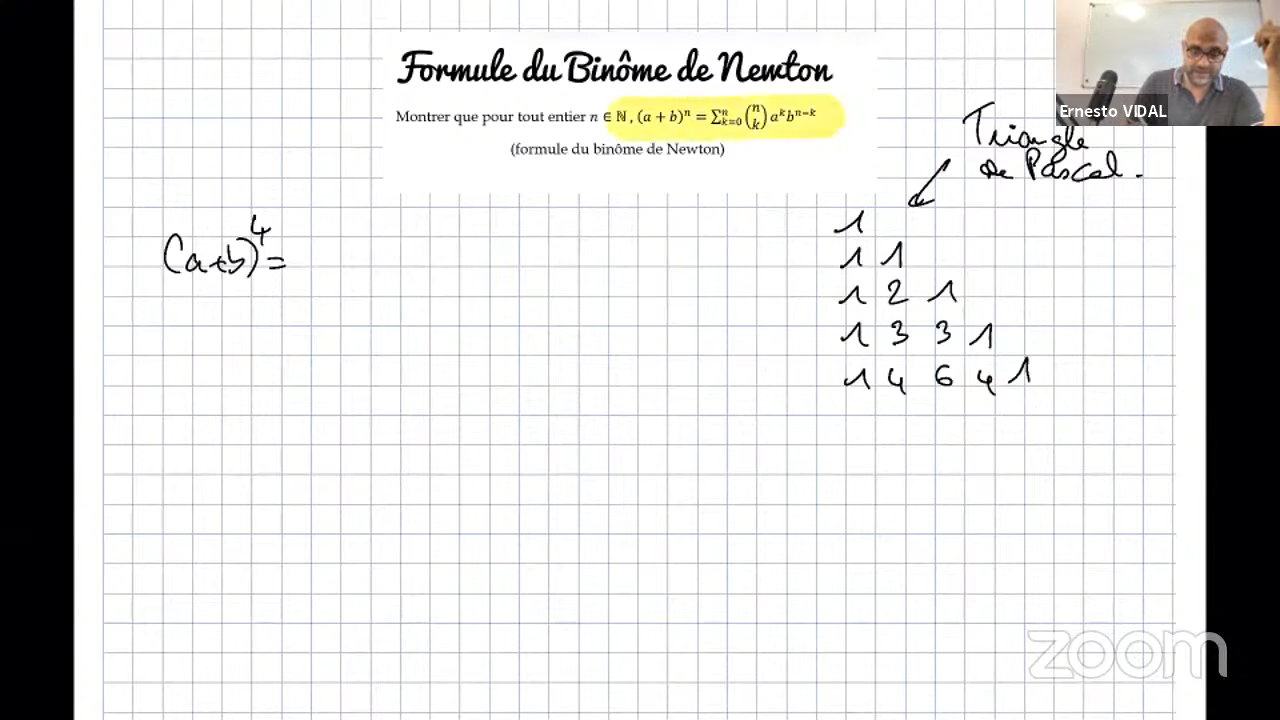 Formule du Binôme de Newton
Montrer que pour tout entier n ∈ ℕ , (a + b)ⁿ = ∑ₖ₌₀ⁿ (n k) aᵏbⁿ⁻ᵏ
(formule du binôme de Newton)
Ernesto VIDAL
Triangle
de Pascal.
(a+b)⁴ =
1
1 1
1 2 1
1 3 3 1
1 4 6 4 1
zoom